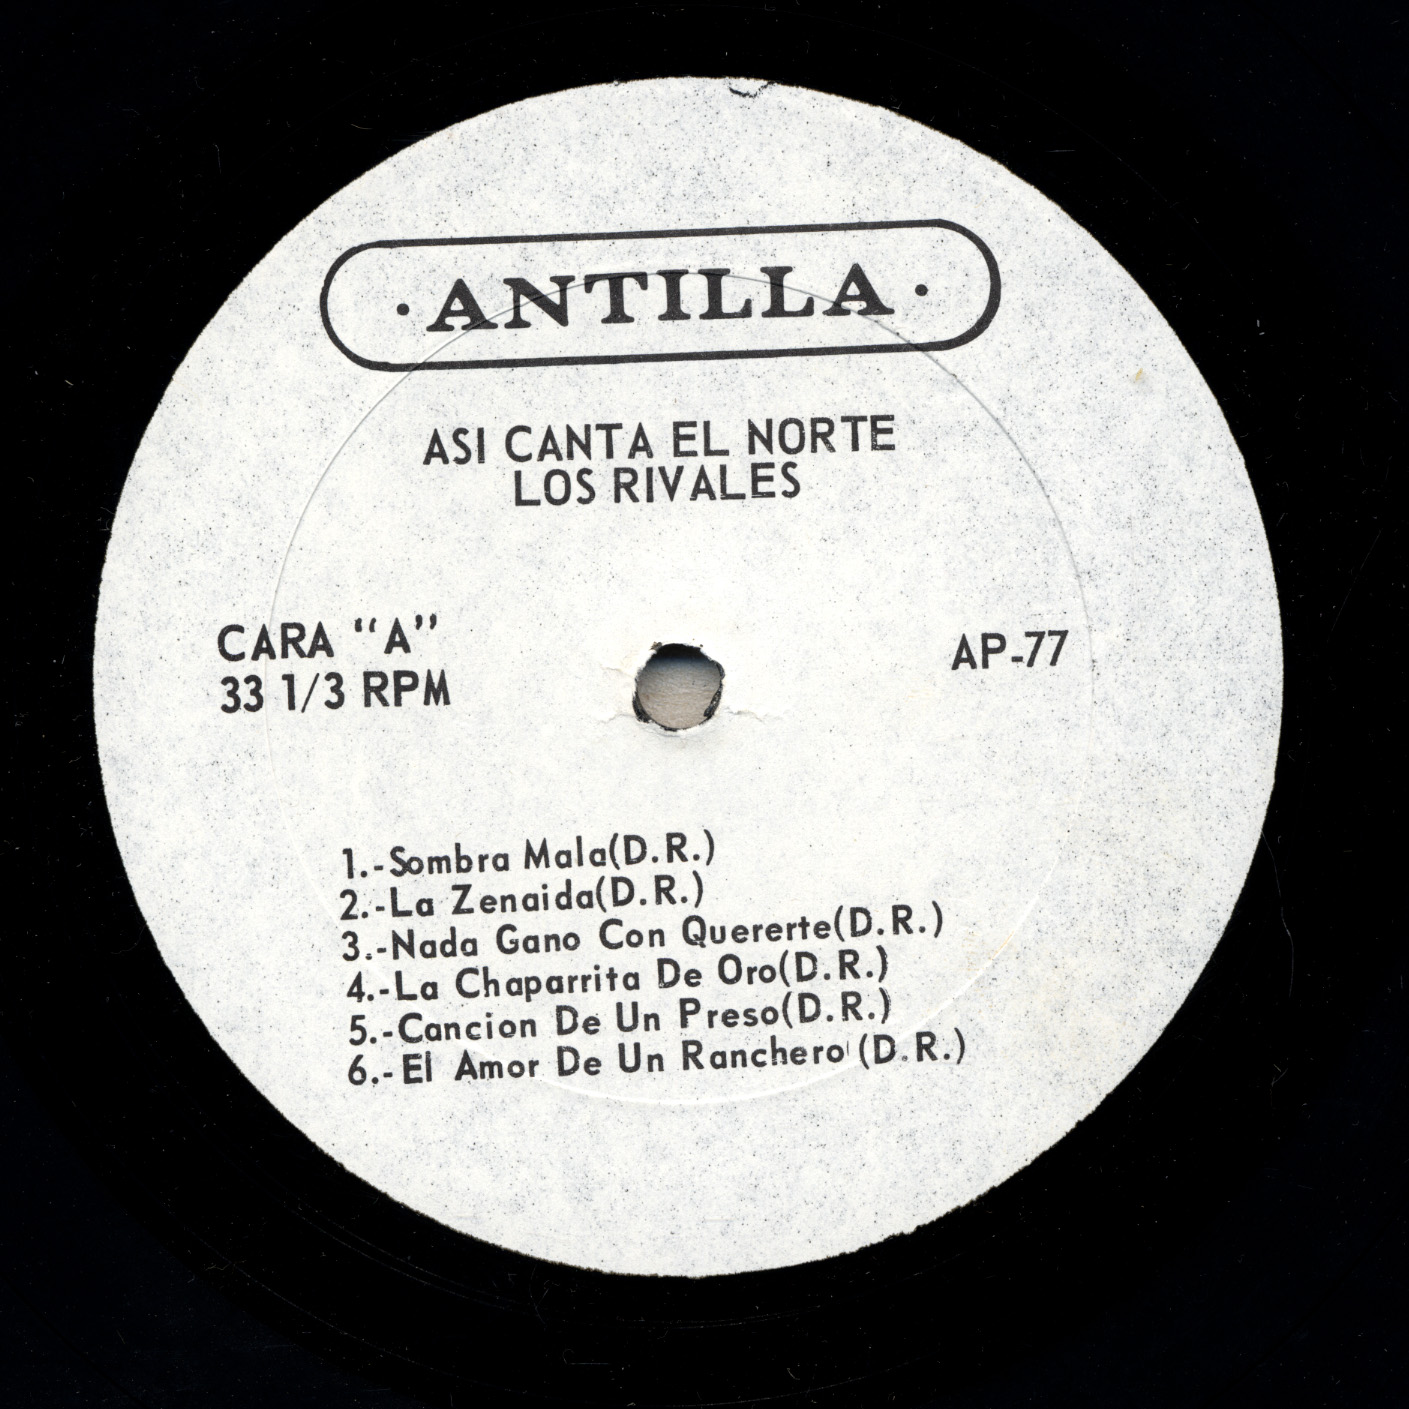 · ANTILLA ·
ASI CANTA EL NORTE
LOS RIVALES
CARA "A"
33 1/3 RPM
AP-77
1.-Sombra Mala(D.R.)
2.-La Zenaida(D.R.)
3.-Nada Gano Con Quererte(D.R.)
4.-La Chaparrita De Oro(D.R.)
5.-Cancion De Un Preso(D.R.)
6.-El Amor De Un Ranchero (D.R.)